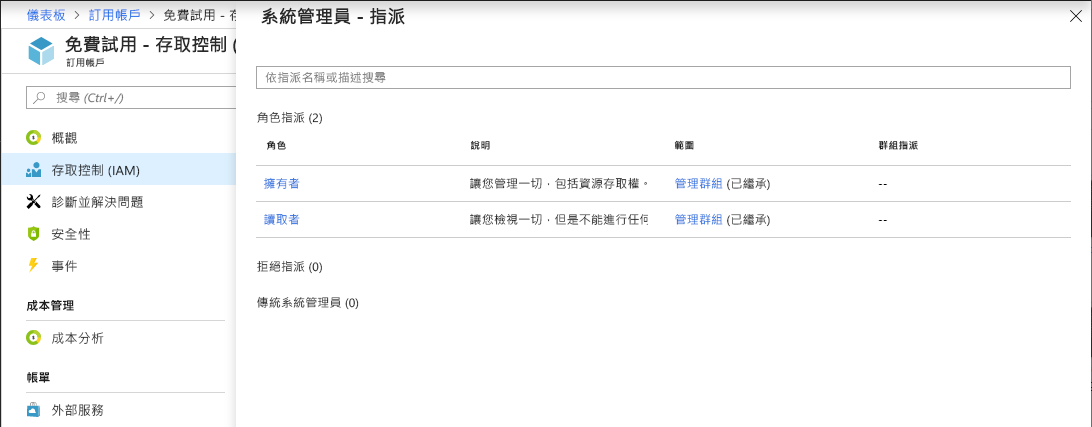 儀表板 > 訂用帳戶 > 免費試用 - 存
免費試用 - 存取控制 (
訂用帳戶
搜尋 (Ctrl+/)
概觀
存取控制 (IAM)
診斷並解決問題
安全性
事件
成本管理
成本分析
帳單
外部服務
系統管理員 - 指派
依指派名稱或描述搜尋
角色指派 (2)
角色 說明 範圍 群組指派
擁有者 讓您管理一切，包括資源存取權。 管理群組 (已繼承) --
讀取者 讓您檢視一切，但是不能進行任何 管理群組 (已繼承) --
拒絕指派 (0)
傳統系統管理員 (0)